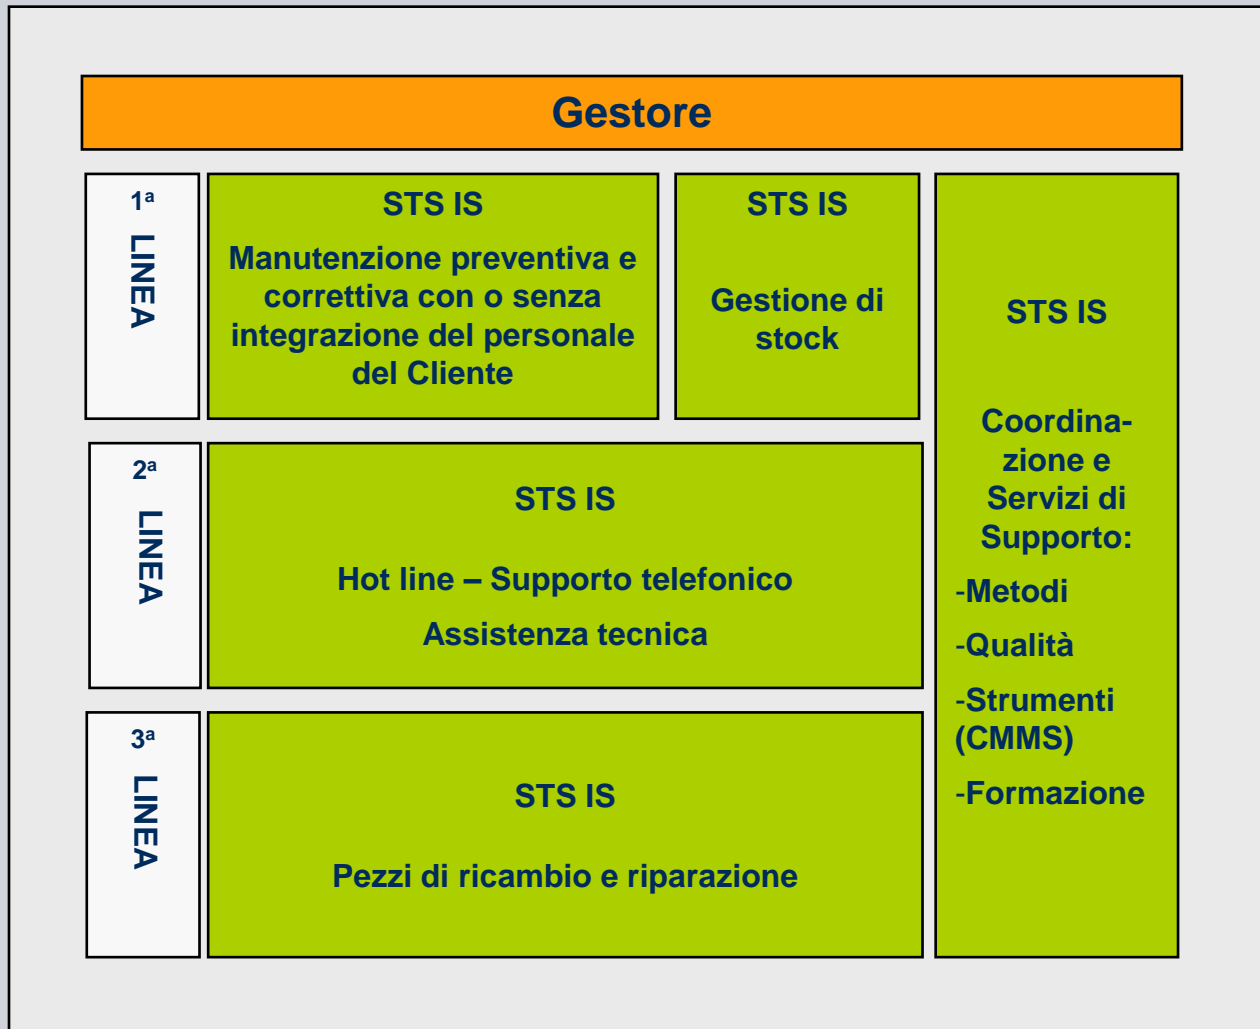 Gestore
1ª
LINEA
STS IS
Manutenzione preventiva e
correttiva con o senza
integrazione del personale
del Cliente
STS IS
Gestione di
stock
STS IS
Coordina-
zione e
Servizi di
Supporto:
-Metodi
-Qualità
-Strumenti
(CMMS)
-Formazione
2ª
LINEA
STS IS
Hot line – Supporto telefonico
Assistenza tecnica
3ª
LINEA
STS IS
Pezzi di ricambio e riparazione